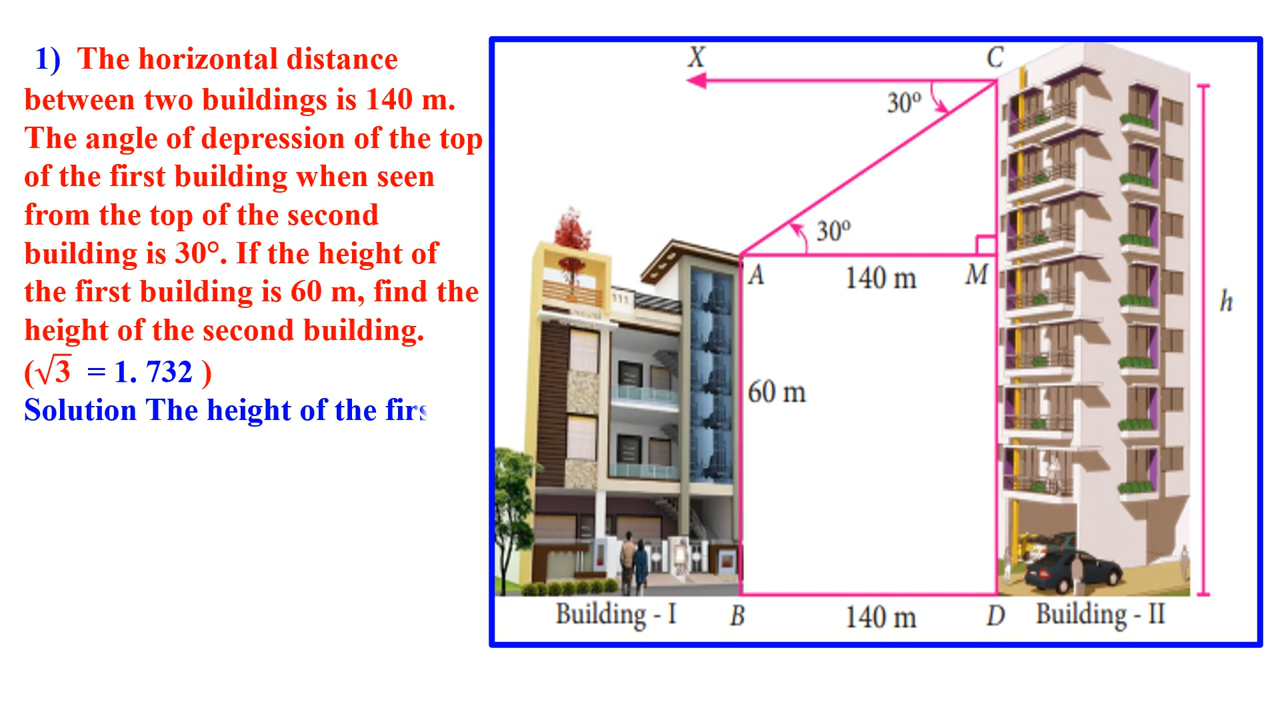 1) The horizontal distance
between two buildings is 140 m.
The angle of depression of the top
of the first building when seen
from the top of the second
building is 30°. If the height of
the first building is 60 m, find the
height of the second building.
(√3 = 1. 732 )
Solution The height of the
X
C
30º
30º
A
140 m
M
h
60 m
Building - I
B
140 m
D
Building - II